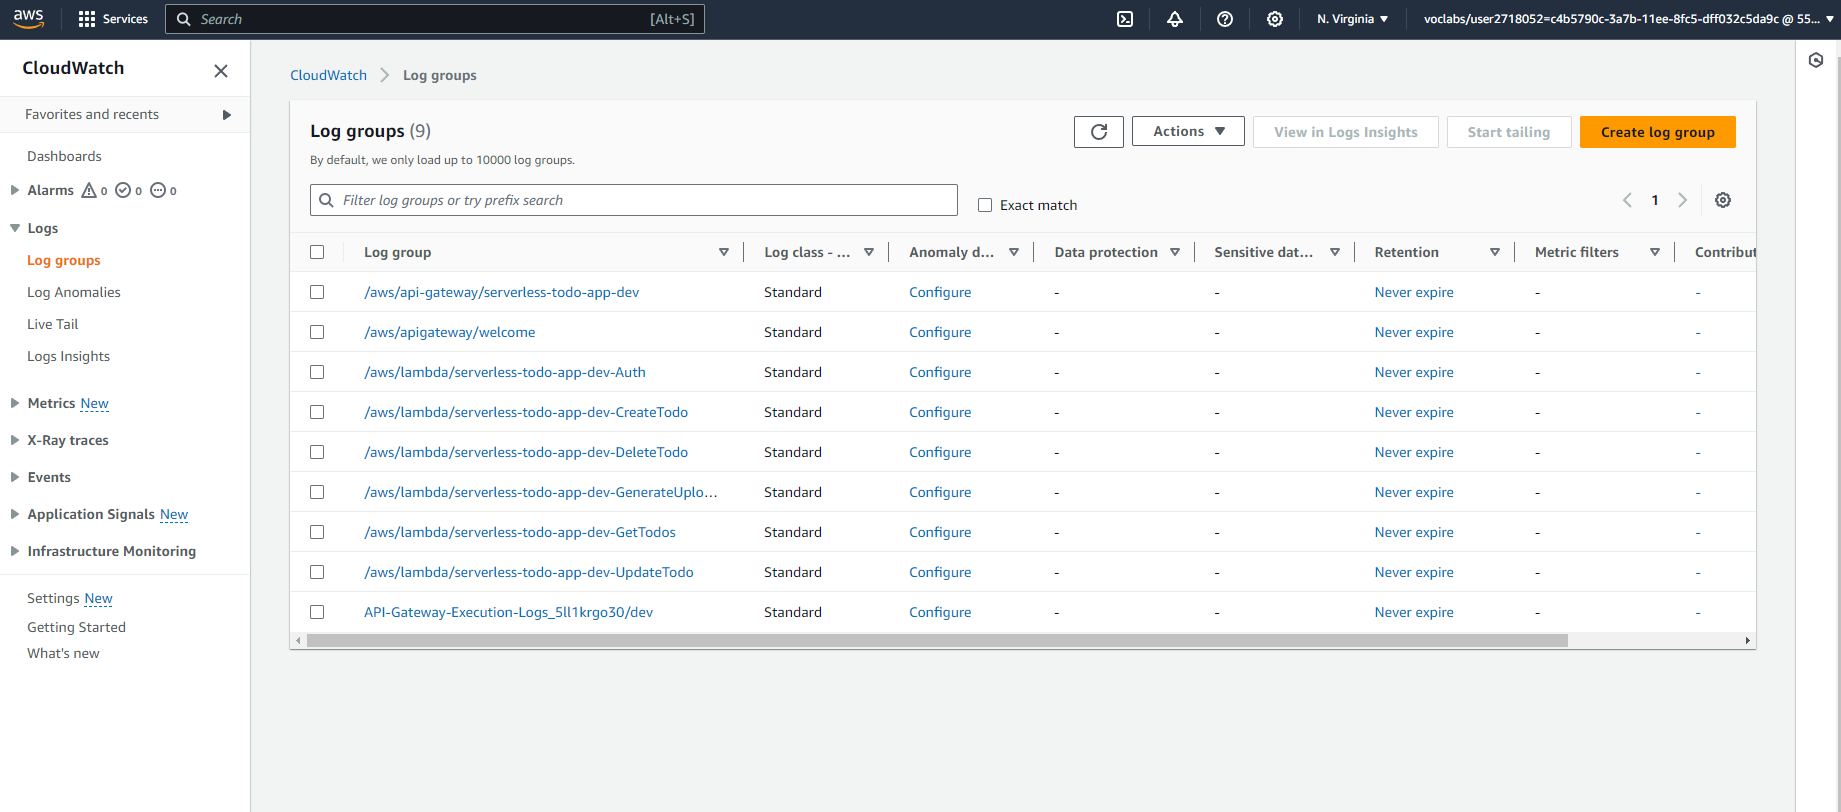 aws Services Search [Alt+S] N. Virginia voclabs/user2718052=c4b5790c-3a7b-11ee-8fc5-dff032c5da9c @ 55...
CloudWatch
Favorites and recents
Dashboards
Alarms 0 0 0
Logs
Log groups
Log Anomalies
Live Tail
Logs Insights
Metrics New
X-Ray traces
Events
Application Signals New
Infrastructure Monitoring
Settings New
Getting Started
What's new
CloudWatch Log groups
Log groups (9)
Actions View in Logs Insights Start tailing Create log group
By default, we only load up to 10000 log groups.
Filter log groups or try prefix search Exact match 1
Log group Log class - ... Anomaly d... Data protection Sensitive dat... Retention Metric filters Contribut
/aws/api-gateway/serverless-todo-app-dev Standard Configure - - Never expire - -
/aws/apigateway/welcome Standard Configure - - Never expire - -
/aws/lambda/serverless-todo-app-dev-Auth Standard Configure - - Never expire - -
/aws/lambda/serverless-todo-app-dev-CreateTodo Standard Configure - - Never expire - -
/aws/lambda/serverless-todo-app-dev-DeleteTodo Standard Configure - - Never expire - -
/aws/lambda/serverless-todo-app-dev-GenerateUplo... Standard Configure - - Never expire - -
/aws/lambda/serverless-todo-app-dev-GetTodos Standard Configure - - Never expire - -
/aws/lambda/serverless-todo-app-dev-UpdateTodo Standard Configure - - Never expire - -
API-Gateway-Execution-Logs_5ll1krgo30/dev Standard Configure - - Never expire - -